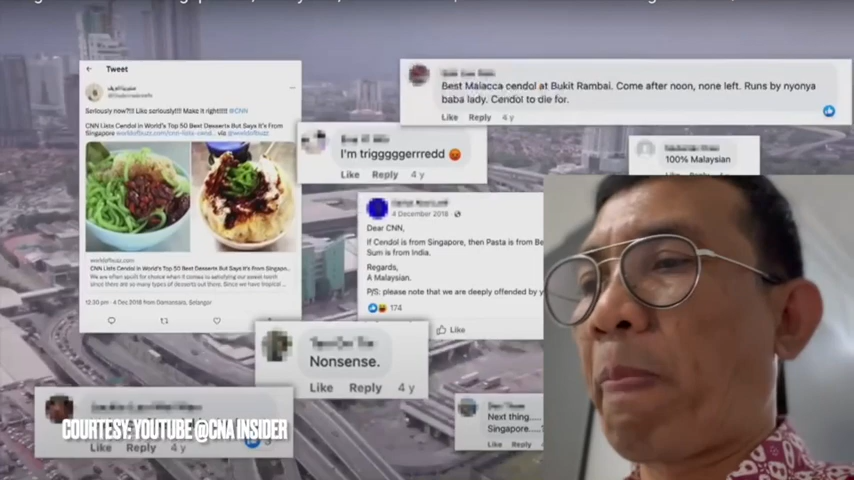 Tweet
Seriously now?!! Like seriously!!! Make it right!!!! @CNN
CNN Lists Cendol in World's Top 50 Best Desserts But Says It's From
Singapore worldofbuzz.com/cnn-lists-cend... via @worldofbuzz
worldofbuzz.com
CNN Lists Cendol in World's Top 50 Best Desserts But Says It's From Singapor...
We are often spoilt for choice when it comes to satisfying our sweet tooth
since there are so many types of desserts out there. Since we have tropical
12:30 pm · 4 Dec 2018 from Damansara, Selangor
Best Malacca cendol at Bukit Rambai. Come after noon, none left. Runs by nyonya
baba lady. Cendol to die for.
Like Reply 4 y
I'm trigggggerrredd
Like Reply 4 y
100% Malaysian
4 December 2018
Dear CNN,
If Cendol is from Singapore, then Pasta is from Be
Sum is from India.
Regards,
A Malaysian.
P/S: please note that we are deeply offended by y
174
Like
Nonsense.
Like Reply 4 y
Next thing....
Singapore....
Like Reply
COURTESY: YOUTUBE @CNA INSIDER
Like Reply 4 y